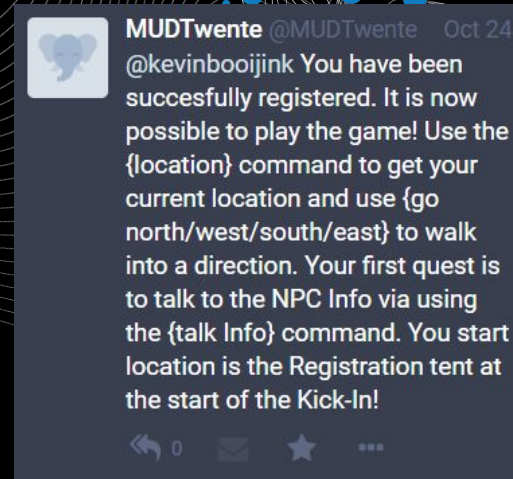 MUDTwente @MUDTwente Oct 24
@kevinbooijink You have been
succesfully registered. It is now
possible to play the game! Use the
{location} command to get your
current location and use {go
north/west/south/east} to walk
into a direction. Your first quest is
to talk to the NPC Info via using
the {talk Info} command. You start
location is the Registration tent at
the start of the Kick-In!
0